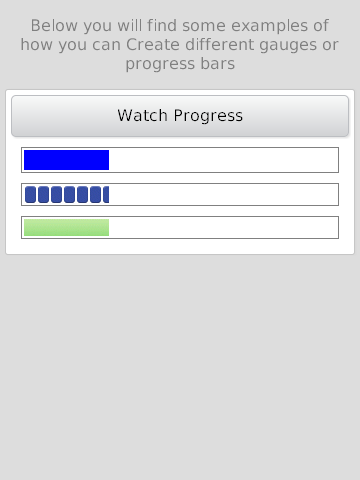 Below you will find some examples of
how you can Create different gauges or
progress bars
Watch Progress